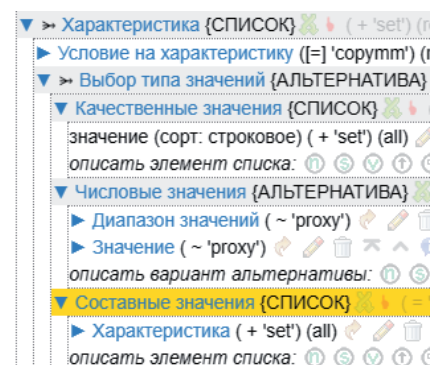 ▼ ➳ Характеристика {СПИСОК} ( + 'set') (
▶ Условие на характеристику ([=] 'copymm') (
▼ ➳ Выбор типа значений {АЛЬТЕРНАТИВА}
▼ Качественные значения {СПИСОК}
значение (сорт: строковое) ( + 'set') (all)
описать элемент списка: n s v
▼ Числовые значения {АЛЬТЕРНАТИВА}
▶ Диапазон значений ( ~ 'proxy')
▶ Значение ( ~ 'proxy')
описать вариант альтернативы: n s
▼ Составные значения {СПИСОК} ( =
▶ Характеристика ( + 'set') (all)
описать элемент списка: n s v